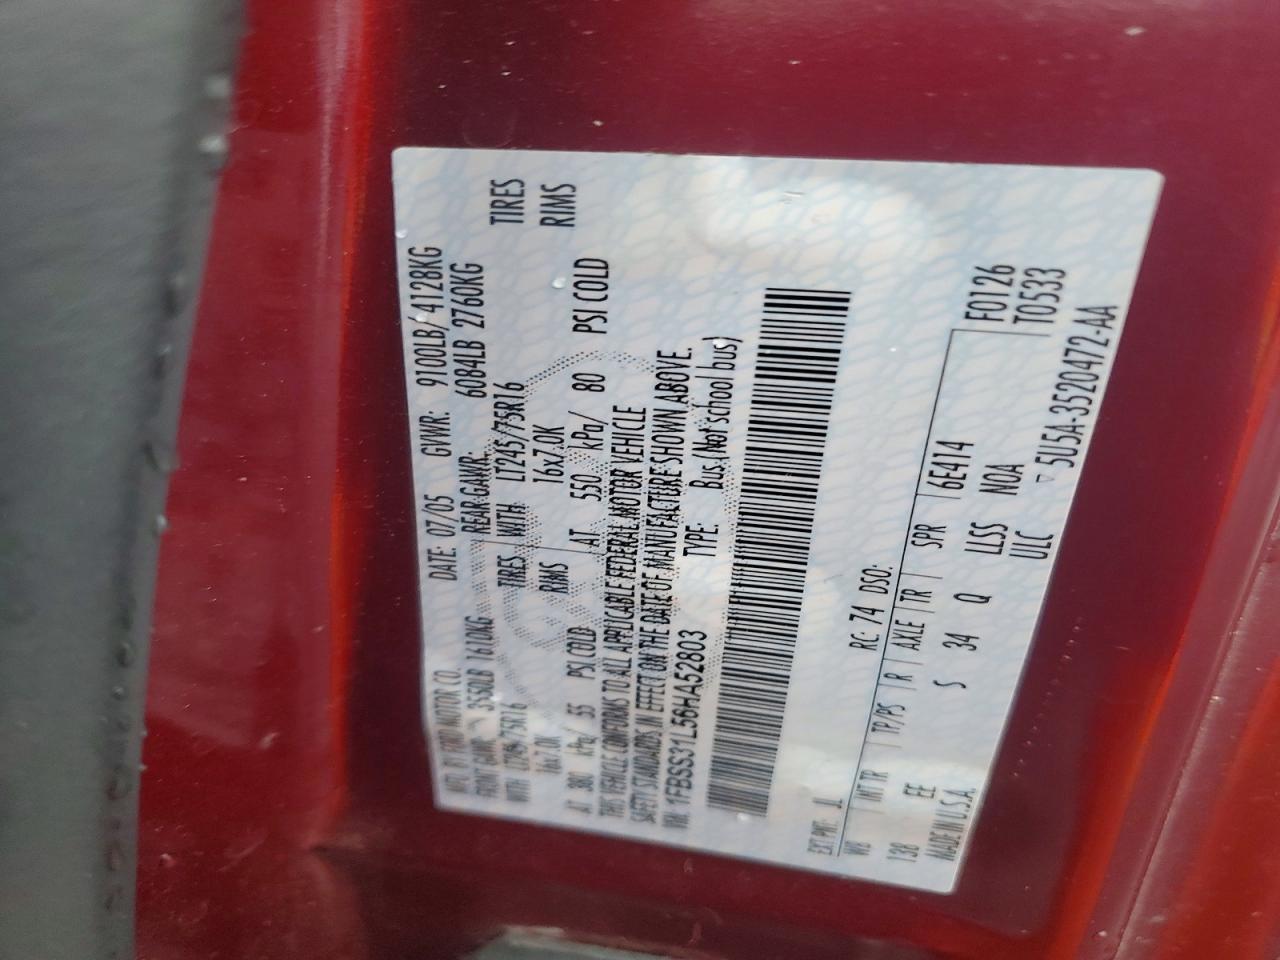 MFD. BY FORD MOTOR CO. DATE: 07/05 GVWR: 9100LB/4128KG
FRONT GAWR: 3550LB 1610KG REAR GAWR: 6084LB 2760KG
WITH LT245/75R16 TIRES WITH LT245/75R16 TIRES
16x7.0K RIMS 16x7.0K RIMS
AT 380 kPa/ 55 PSI COLD AT 550 kPa/ 80 PSI COLD
THIS VEHICLE CONFORMS TO ALL APPLICABLE FEDERAL MOTOR VEHICLE
SAFETY STANDARDS IN EFFECT ON THE DATE OF MANUFACTURE SHOWN ABOVE.
VIN: 1FBSS31L56HA52803 TYPE: Bus (Not school bus)
EXT PNT: JL RC: 74 DSO: F0126
WB INT TR TP/PS R AXLE TR SPR T0533
138 EE S 34 Q 6E414
MADE IN U.S.A. LLSS NOA
ULC ▽ 5U5A-3520472-AA